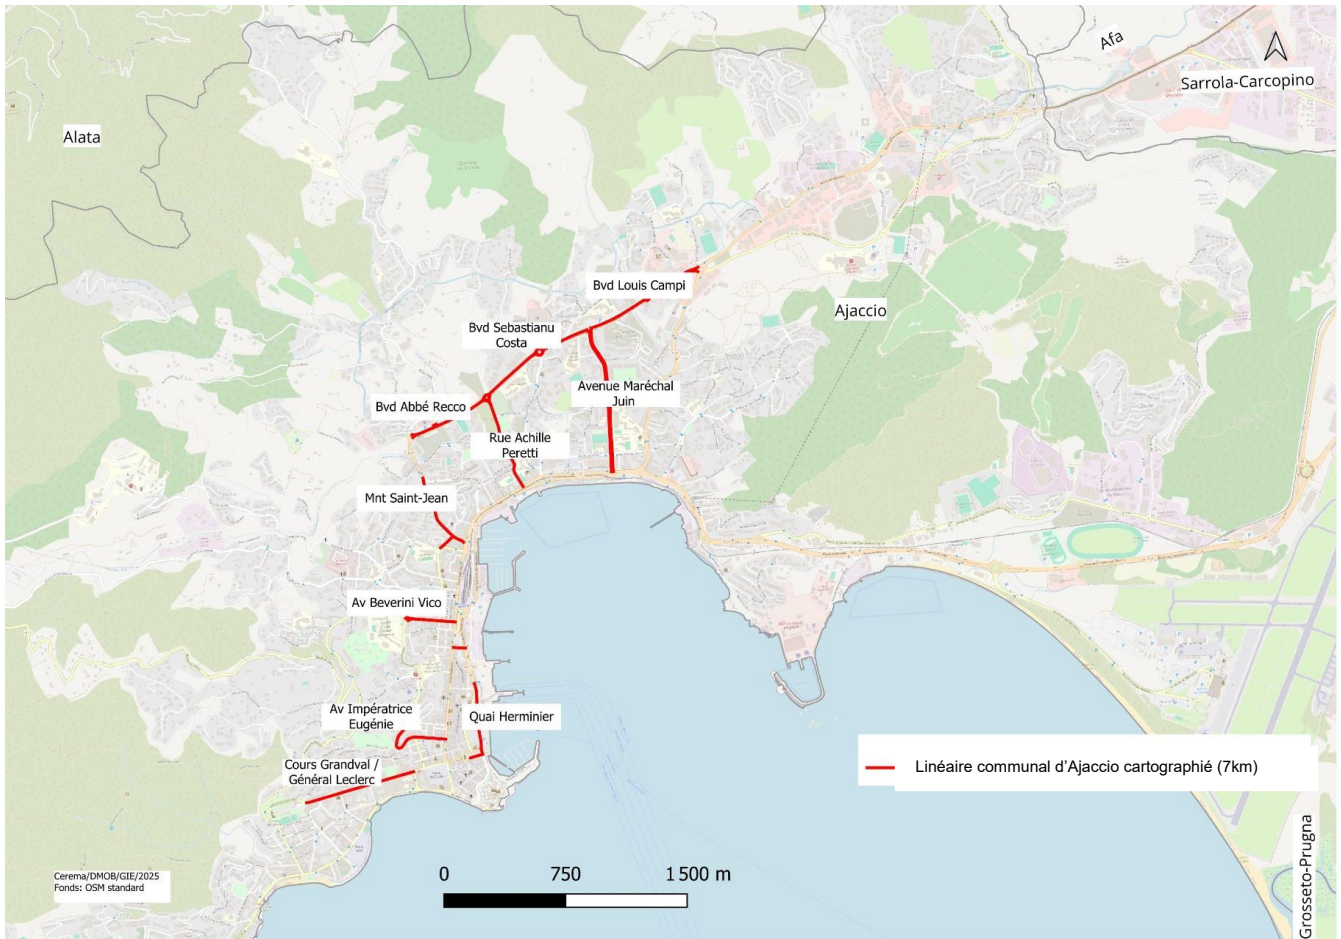 Afa
Sarrola-Carcopino
Alata
Bvd Louis Campi
Ajaccio
Bvd Sebastianu
Costa
Avenue Maréchal
Juin
Bvd Abbé Recco
Rue Achille
Peretti
Mnt Saint-Jean
Av Beverini Vico
Av Impératrice
Eugénie
Quai Herminier
Cours Grandval /
Général Leclerc
Linéaire communal d'Ajaccio cartographié (7km)
Grosseto-Prugna
Cerema/DMOB/GIE/2025
Fonds: OSM standard
0 750 1 500 m